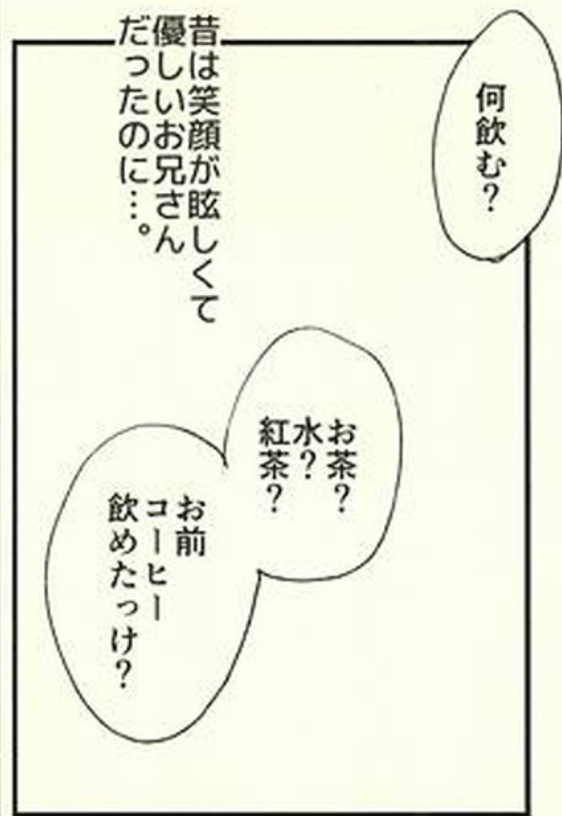 何飲む？
昔は笑顔が眩しくて
優しいお兄さん
だったのに…。
お茶？
水？
紅茶？
お前
コーヒー
飲めたっけ？